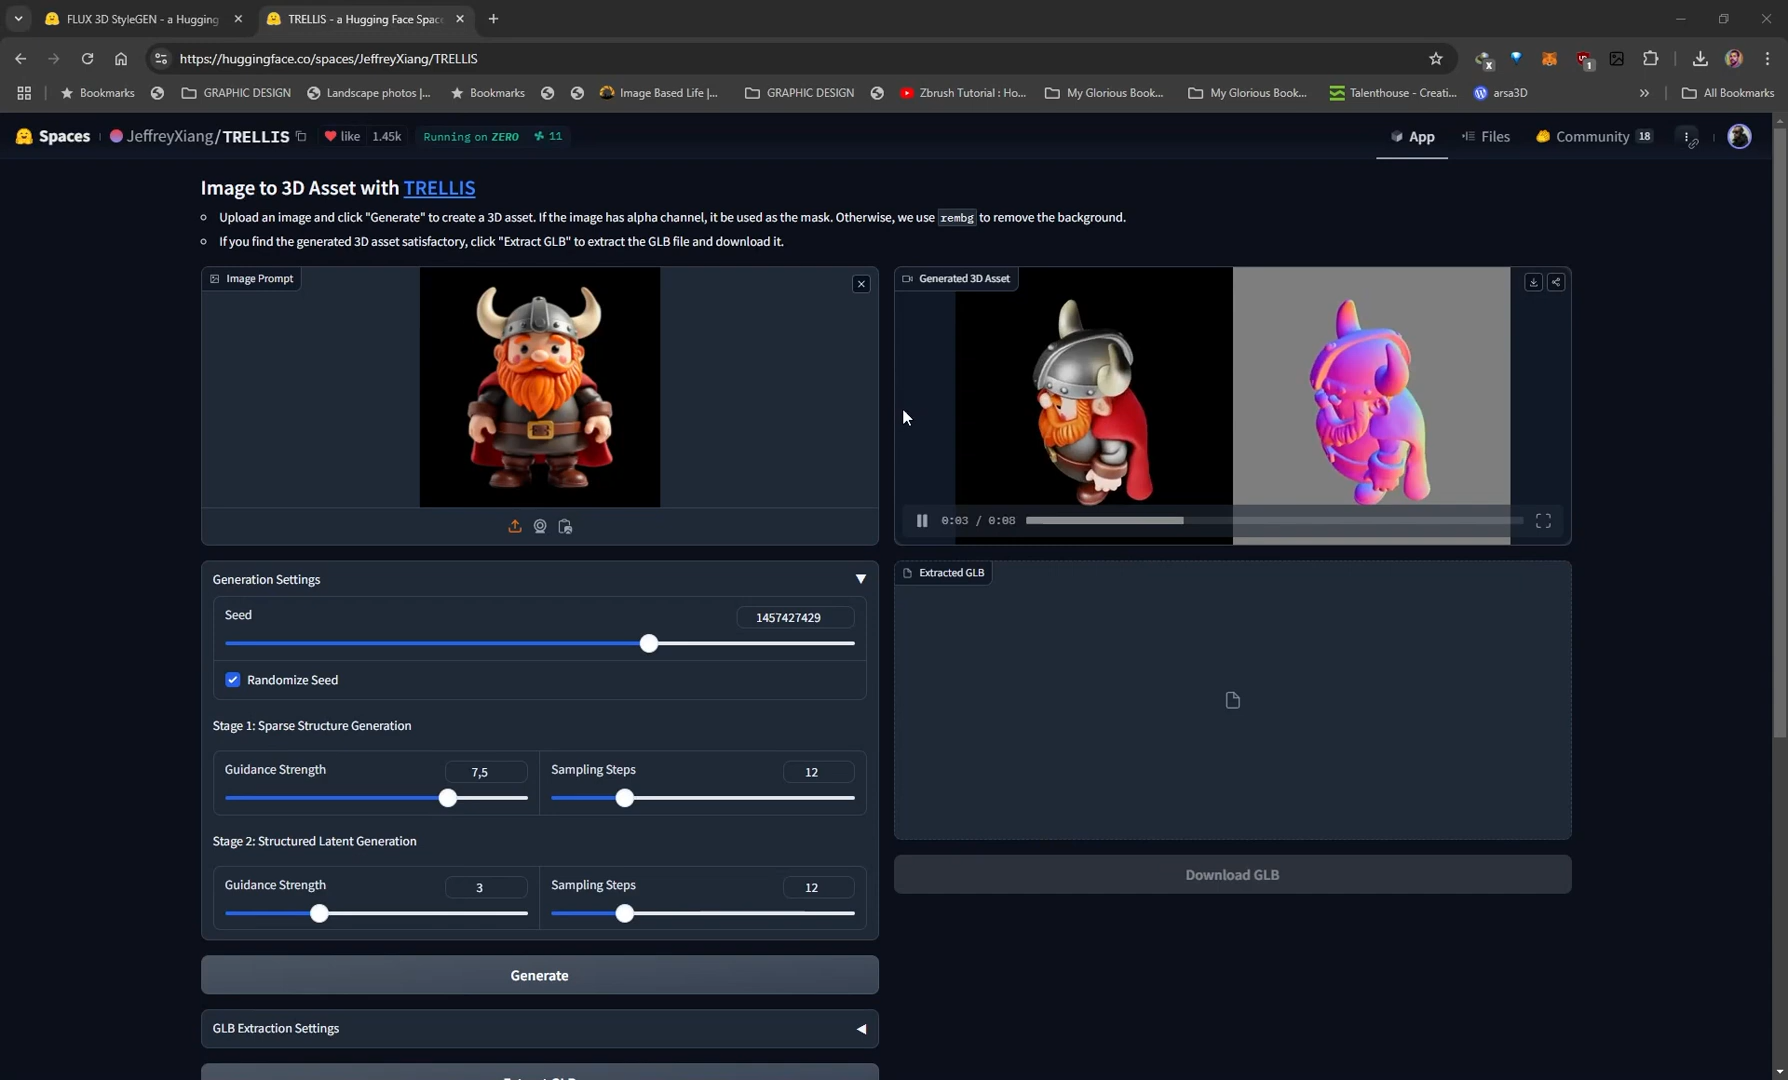 FLUX 3D StyleGEN - a Hugging
TRELLIS - a Hugging Face Spac
https://huggingface.co/spaces/JeffreyXiang/TRELLIS
x
1
Bookmarks
GRAPHIC DESIGN
Landscape photos |...
Bookmarks
Image Based Life |...
GRAPHIC DESIGN
Zbrush Tutorial : Ho...
My Glorious Book...
My Glorious Book...
Talenthouse - Creati...
arsa3D
»
All Bookmarks
Spaces
JeffreyXiang/TRELLIS
like 1.45k
Running on ZERO
11
App
Files
Community 18
Image to 3D Asset with TRELLIS
Upload an image and click "Generate" to create a 3D asset. If the image has alpha channel, it be used as the mask. Otherwise, we use rembg to remove the background.
If you find the generated 3D asset satisfactory, click "Extract GLB" to extract the GLB file and download it.
Image Prompt
Generated 3D Asset
0:03 / 0:08
Generation Settings
Extracted GLB
Seed
1457427429
Randomize Seed
Stage 1: Sparse Structure Generation
Guidance Strength 7,5
Sampling Steps 12
Stage 2: Structured Latent Generation
Guidance Strength 3
Sampling Steps 12
Download GLB
Generate
GLB Extraction Settings